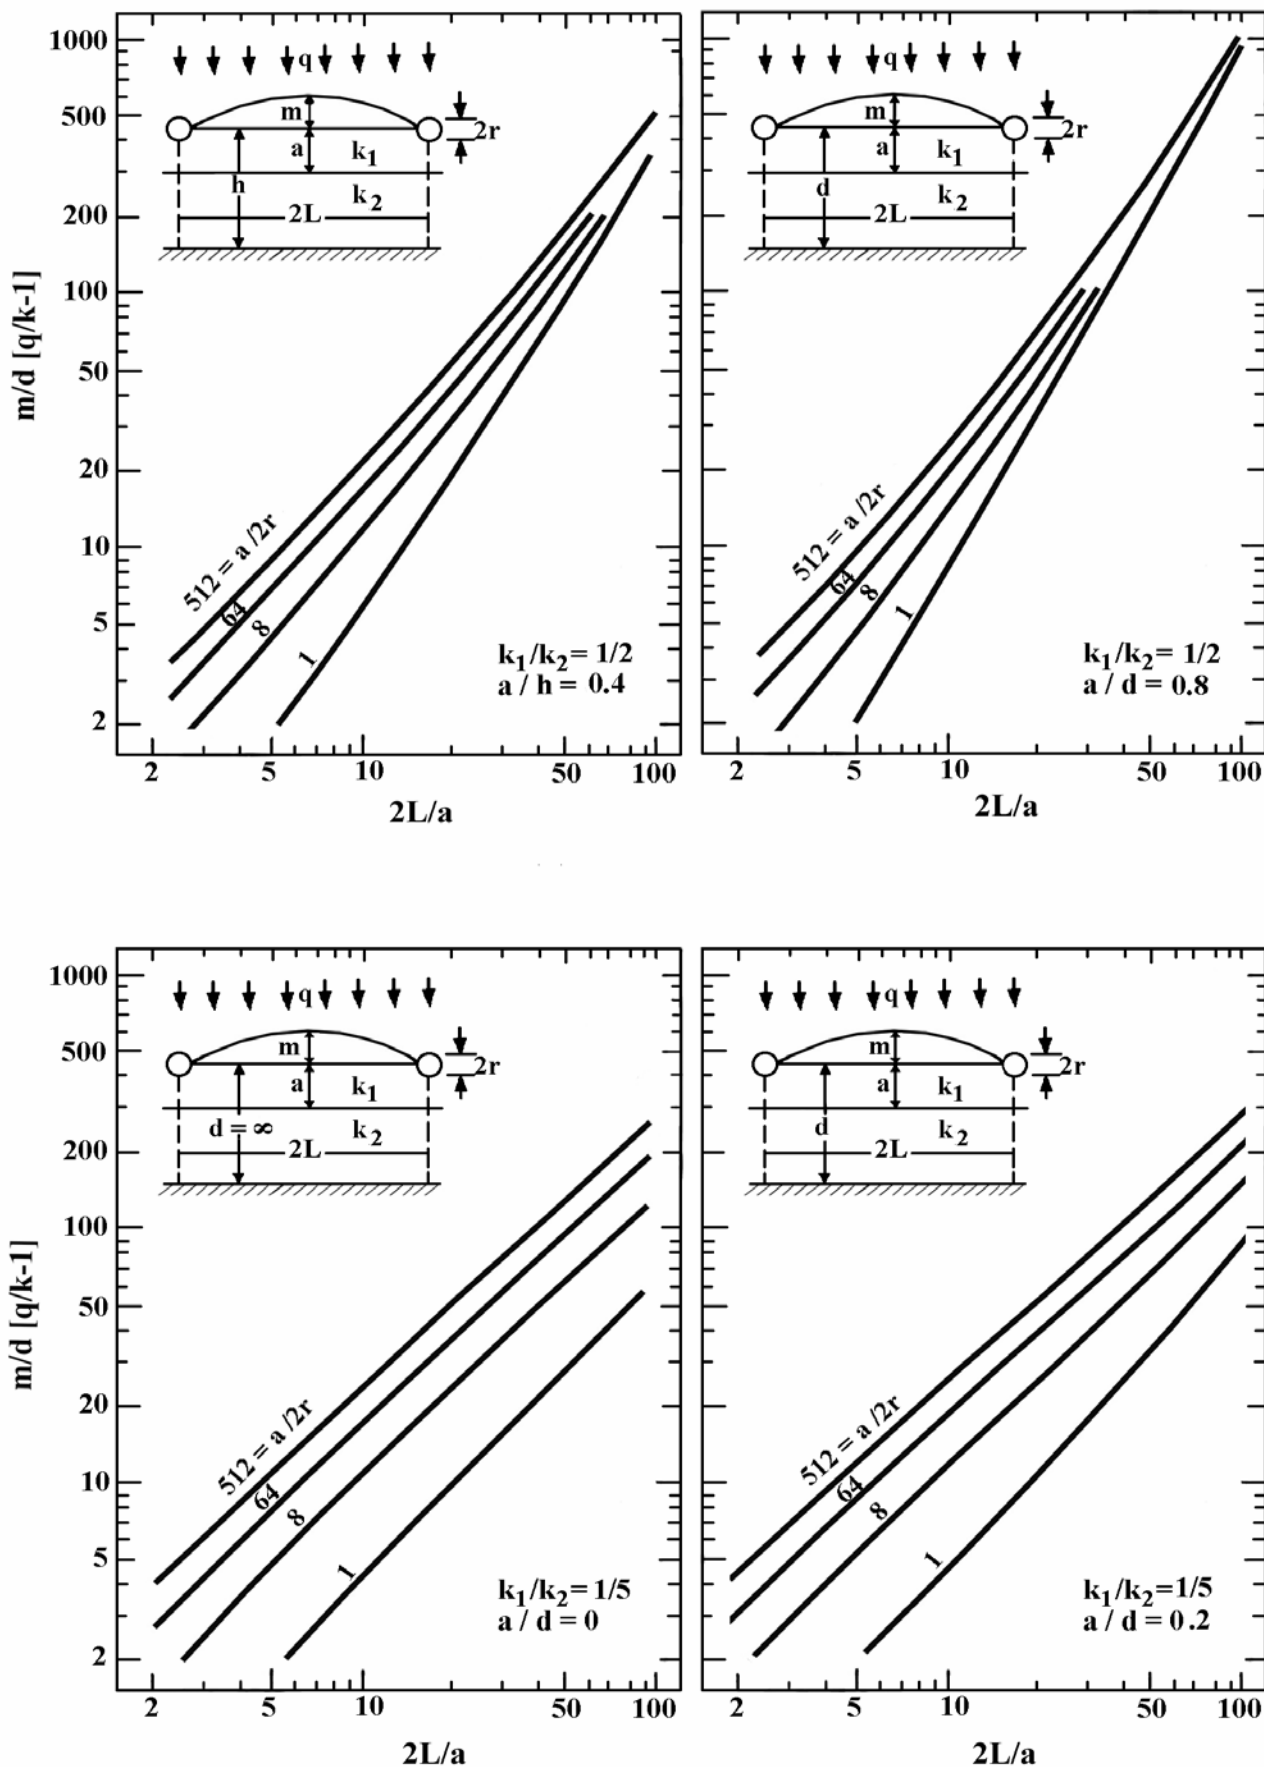 1000
500
200
100
50
20
10
5
2
m/d [q/k-1]
q
m
2r
a
k1
h
k2
2L
512 = a /2r
64
8
1
k1/k2= 1/2
a / h = 0.4
2 5 10 50 100
2L/a
q
m
2r
a
k1
d
k2
2L
512 = a /2r
64
8
1
k1/k2= 1/2
a / d = 0.8
2 5 10 50 100
2L/a
1000
500
200
100
50
20
10
5
2
m/d [q/k-1]
q
m
2r
a
k1
d = ∞
k2
2L
512 = a /2r
64
8
1
k1/k2= 1/5
a / d = 0
2 5 10 50 100
2L/a
q
m
2r
a
k1
d
k2
2L
512 = a /2r
64
8
1
k1/k2=1/5
a / d = 0.2
2 5 10 50 100
2L/a